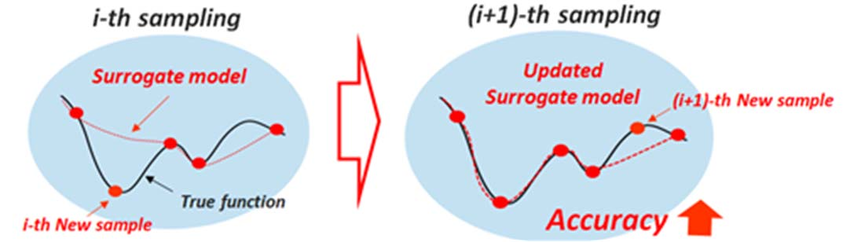 i-th sampling
Surrogate model
True function
i-th New sample
(i+1)-th sampling
Updated
Surrogate model
(i+1)-th New sample
Accuracy